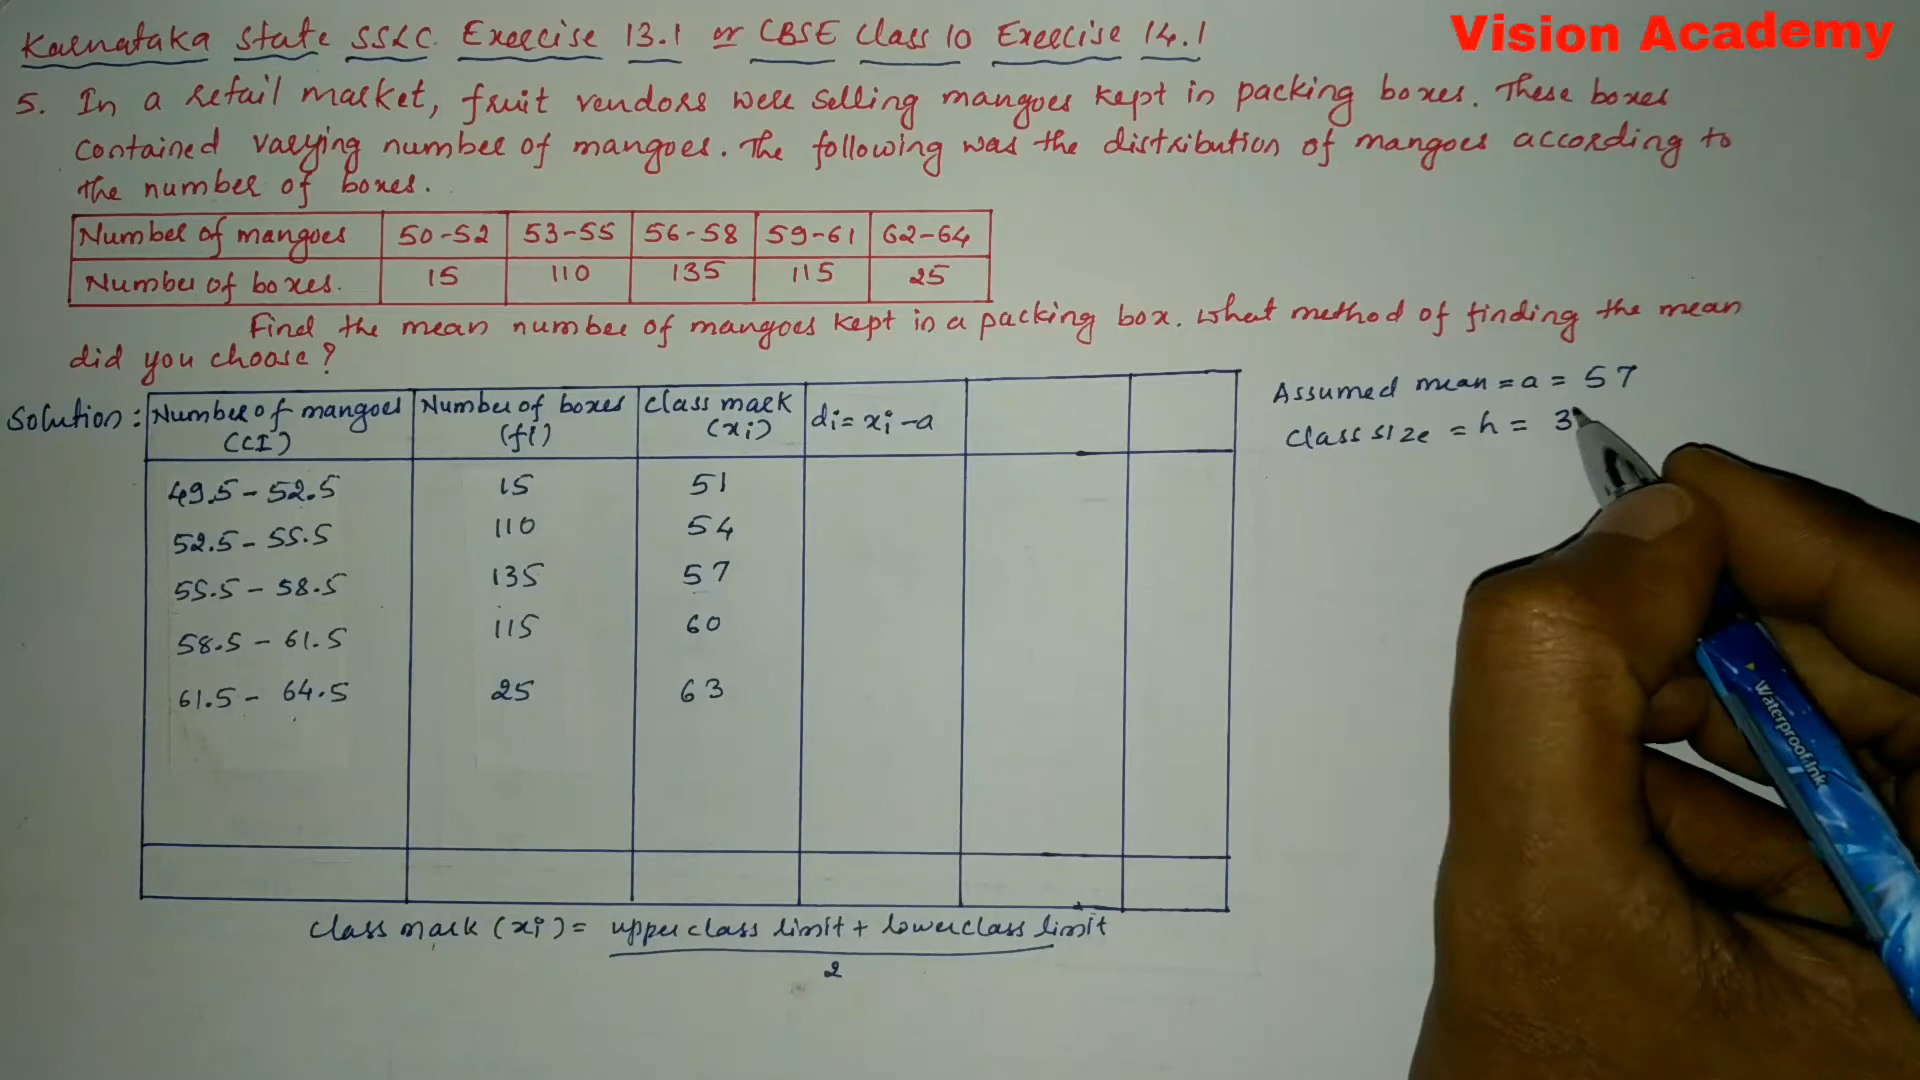 Karnataka State SSLC Exercise 13.1 or CBSE Class 10 Exercise 14.1
Vision Academy
5. In a retail market, fruit vendors were selling mangoes kept in packing boxes. These boxes
contained varying number of mangoes. The following was the distribution of mangoes according to
the number of boxes.
Number of mangoes 50-52 53-55 56-58 59-61 62-64
Number of boxes. 15 110 135 115 25
Find the mean number of mangoes kept in a packing box. What method of finding the mean
did you choose?
Assumed mean = a = 57
Class size = h = 3
Solution: Number of mangoes (CI) Number of boxes (fi) Class mark (xi) di = xi - a
49.5 - 52.5 15 51
52.5 - 55.5 110 54
55.5 - 58.5 135 57
58.5 - 61.5 115 60
61.5 - 64.5 25 63
Class mark (xi) = upper class limit + lower class limit
2
Waterproof Ink